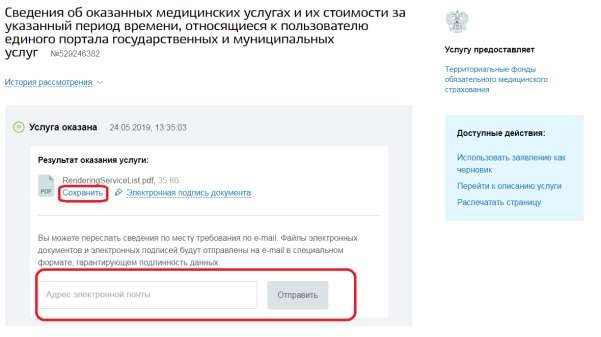 Сведения об оказанных медицинских услугах и их стоимости за
указанный период времени, относящиеся к пользователю
единого портала государственных и муниципальных
услуг №529246382
История рассмотрения
Услуга оказана 24.05.2019, 13:35:03
Результат оказания услуги:
PDF RenderingServiceList.pdf, 35 Кб
Сохранить Электронная подпись документа
Вы можете переслать сведения по месту требования по e-mail. Файлы электронных
документов и электронных подписей будут отправлены на e-mail в специальном
формате, гарантирующем подлинность данных.
Адрес электронной почты Отправить
Услугу предоставляет
Территориальные фонды
обязательного медицинского
страхования
Доступные действия:
Использовать заявление как
черновик
Перейти к описанию услуги
Распечатать страницу